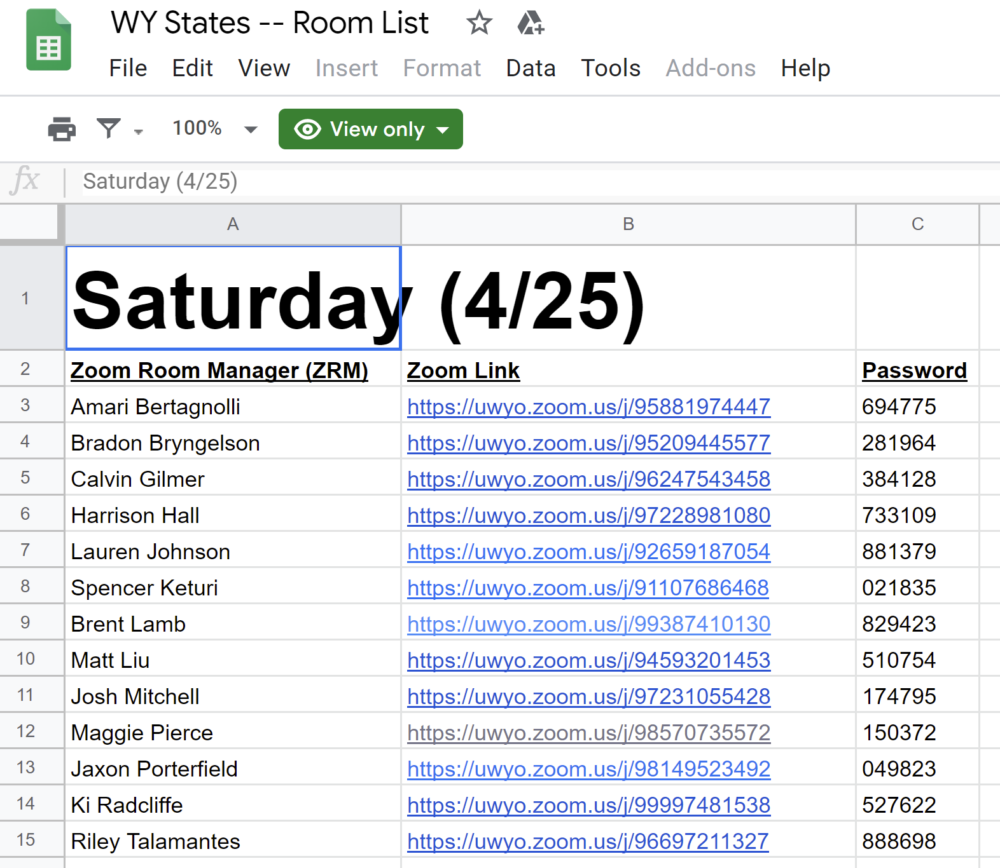 WY States -- Room List
File Edit View Insert Format Data Tools Add-ons Help
100% View only
fx Saturday (4/25)
A B C
1 Saturday (4/25)
2 Zoom Room Manager (ZRM) Zoom Link Password
3 Amari Bertagnolli https://uwyo.zoom.us/j/95881974447 694775
4 Bradon Bryngelson https://uwyo.zoom.us/j/95209445577 281964
5 Calvin Gilmer https://uwyo.zoom.us/j/96247543458 384128
6 Harrison Hall https://uwyo.zoom.us/j/97228981080 733109
7 Lauren Johnson https://uwyo.zoom.us/j/92659187054 881379
8 Spencer Keturi https://uwyo.zoom.us/j/91107686468 021835
9 Brent Lamb https://uwyo.zoom.us/j/99387410130 829423
10 Matt Liu https://uwyo.zoom.us/j/94593201453 510754
11 Josh Mitchell https://uwyo.zoom.us/j/97231055428 174795
12 Maggie Pierce https://uwyo.zoom.us/j/98570735572 150372
13 Jaxon Porterfield https://uwyo.zoom.us/j/98149523492 049823
14 Ki Radcliffe https://uwyo.zoom.us/j/99997481538 527622
15 Riley Talamantes https://uwyo.zoom.us/j/96697211327 888698